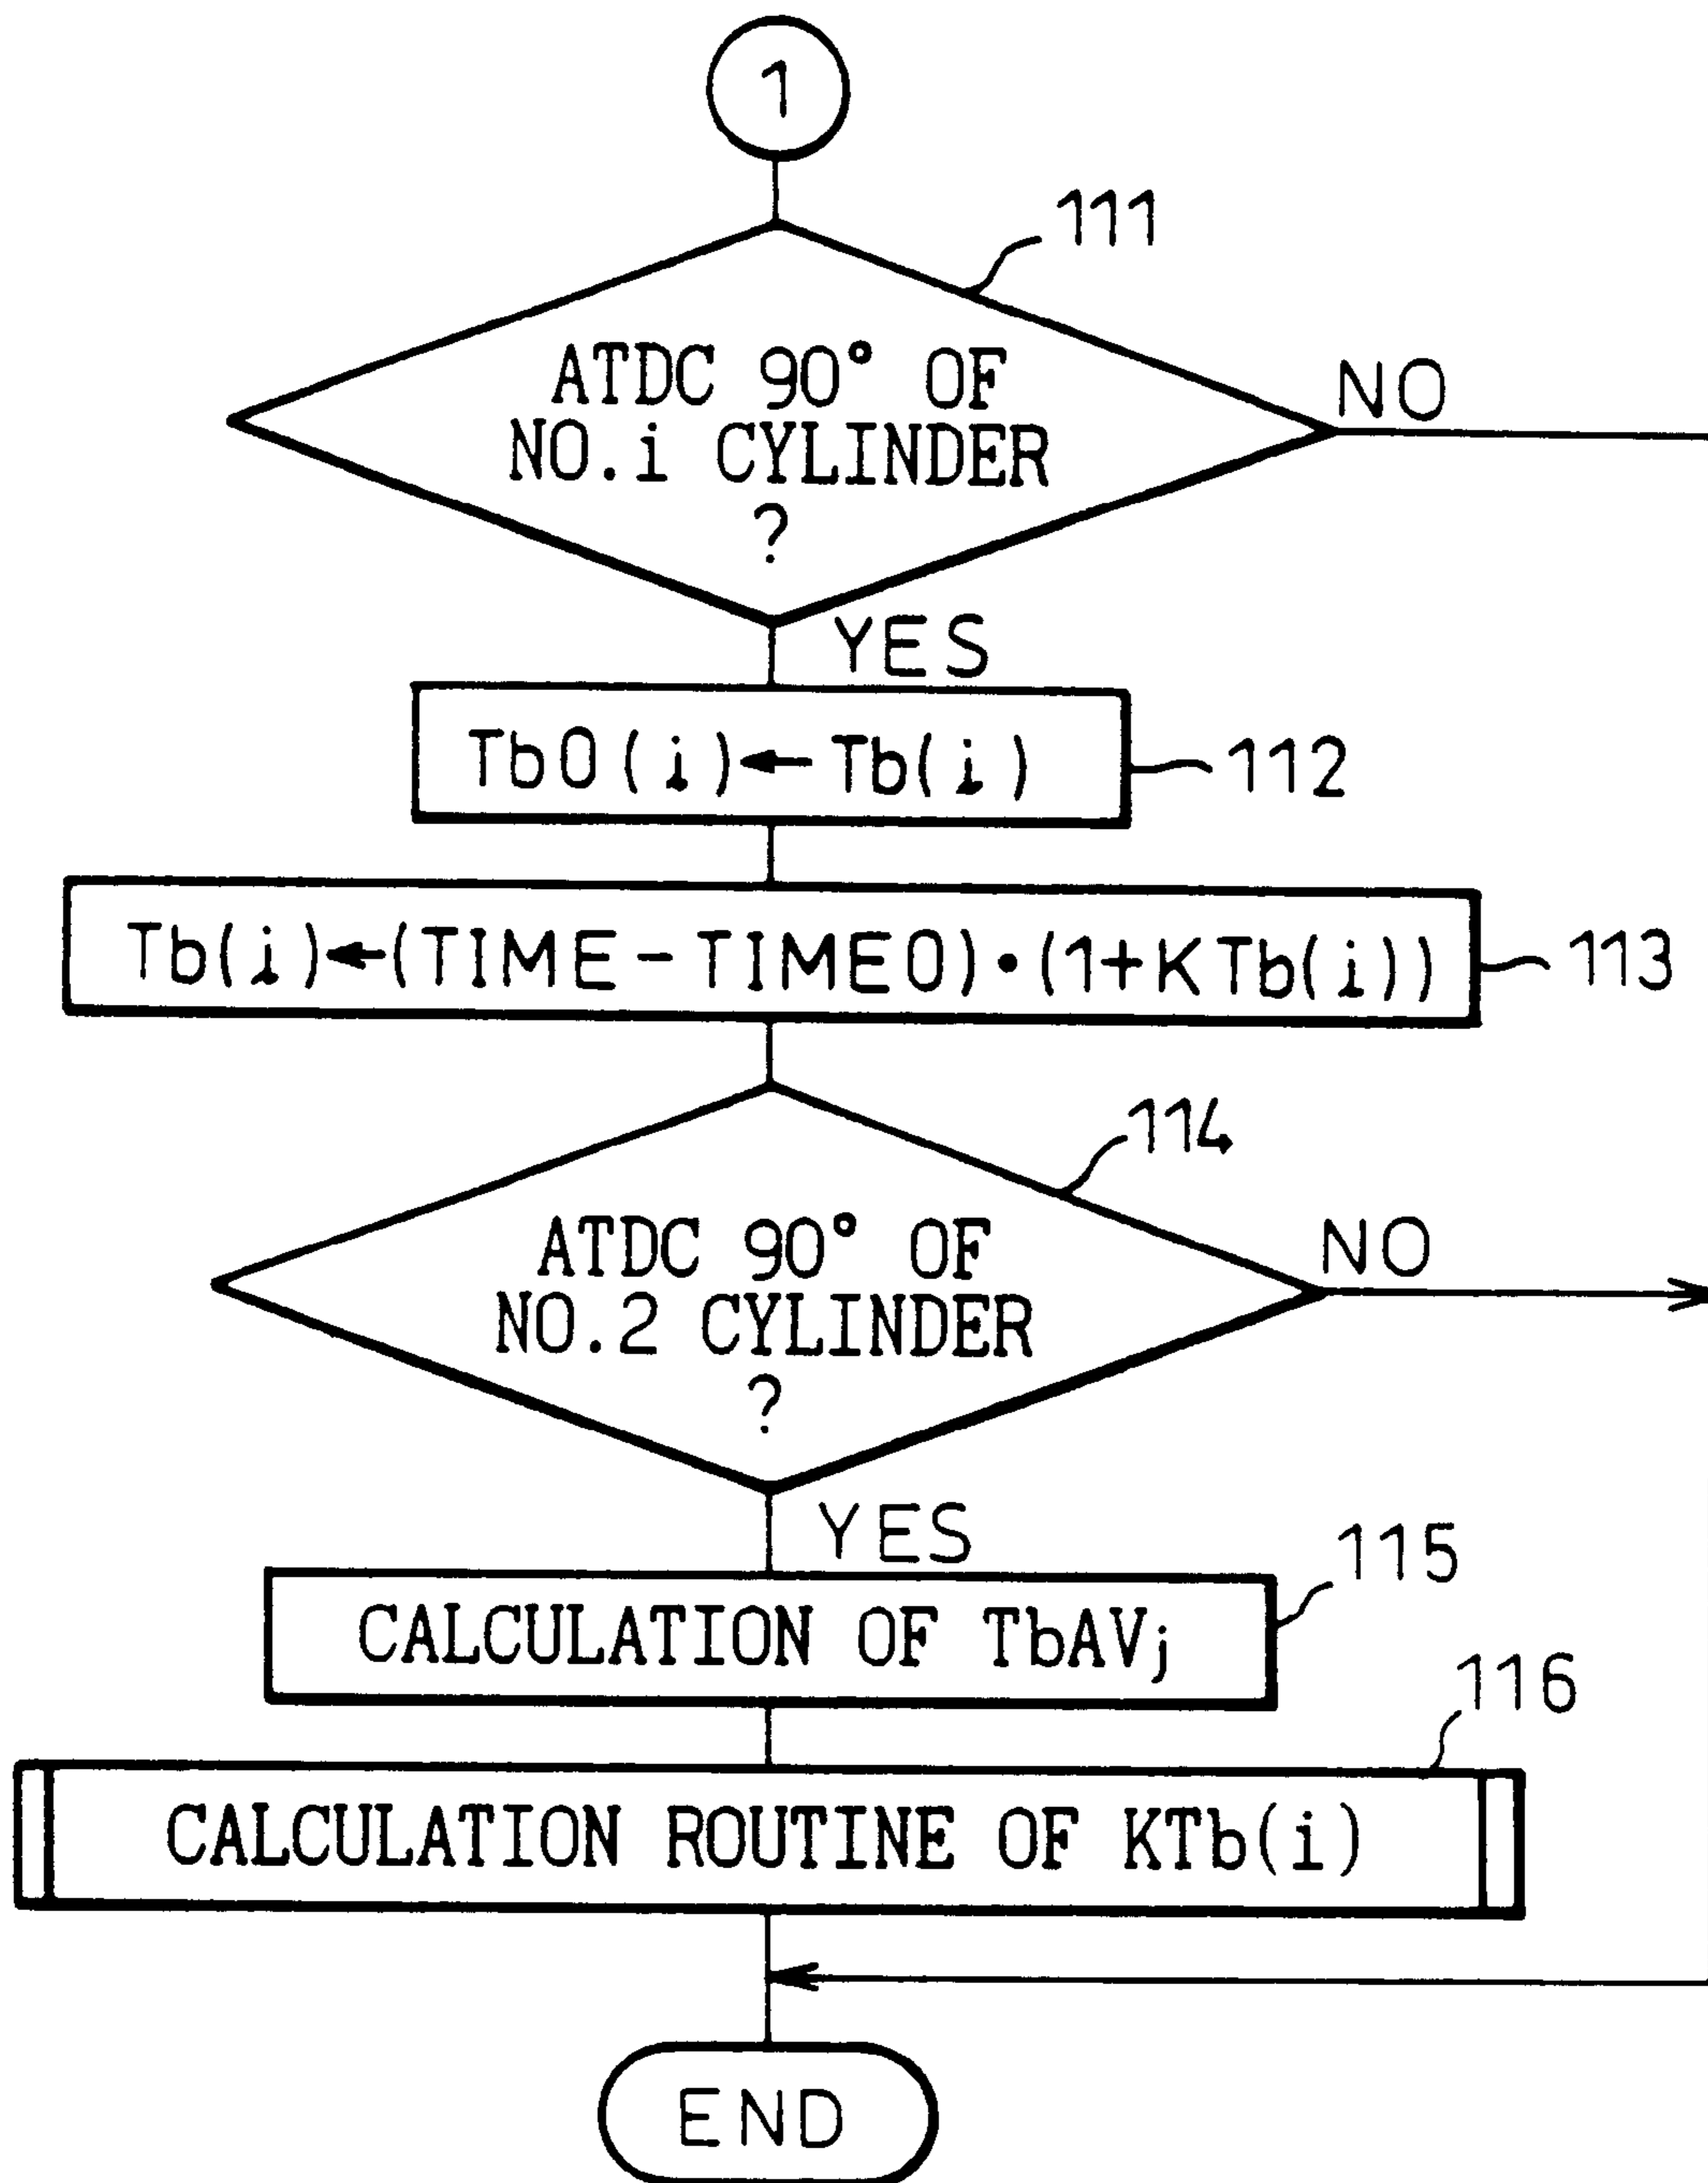 1
111
ATDC 90° OF
NO.i CYLINDER
?
NO
YES
Tb0(i)←Tb(i)
112
Tb(i)←(TIME-TIME0)•(1+KTb(i))
113
114
ATDC 90° OF
NO.2 CYLINDER
?
NO
YES
115
CALCULATION OF TbAVj
116
CALCULATION ROUTINE OF KTb(i)
END